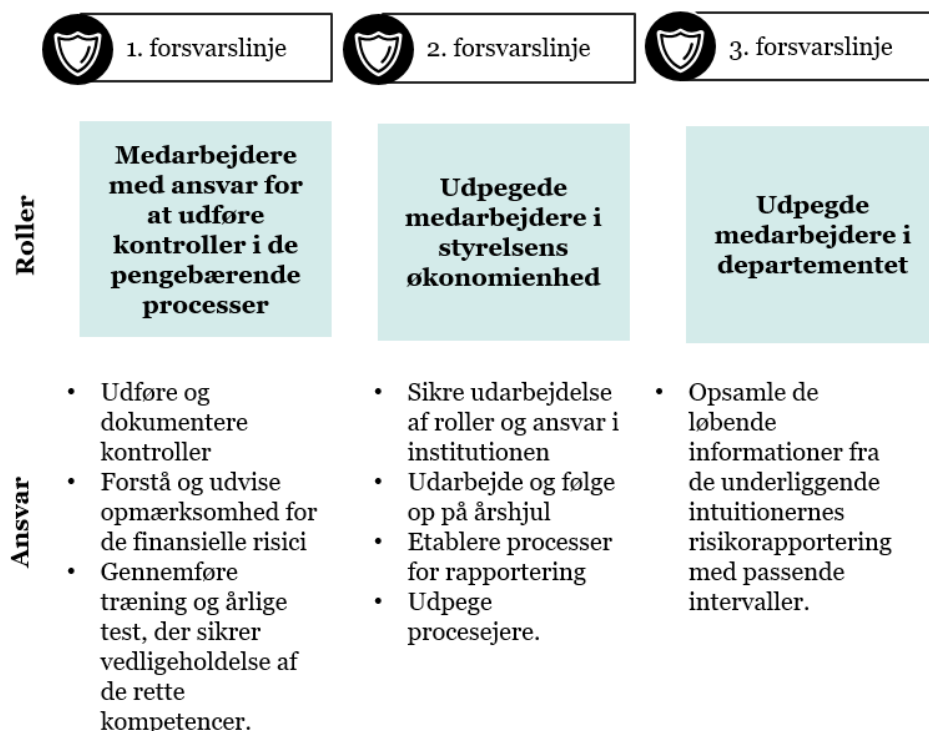 1. forsvarslinje
2. forsvarslinje
3. forsvarslinje
Roller
Medarbejdere
med ansvar for
at udføre
kontroller i de
pengebærende
processer
Udpegede
medarbejdere i
styrelsens
økonomienhed
Udpegde
medarbejdere i
departementet
Ansvar
• Udføre og
dokumentere
kontroller
• Forstå og udvise
opmærksomhed for
de finansielle risici
• Gennemføre
træning og årlige
test, der sikrer
vedligeholdelse af
de rette
kompetencer.
• Sikre udarbejdelse
af roller og ansvar i
institutionen
• Udarbejde og følge
op på årshjul
• Etablere processer
for rapportering
• Udpege
procesejere.
• Opsamle de
løbende
informationer fra
de underliggende
intuitionernes
risikorapportering
med passende
intervaller.